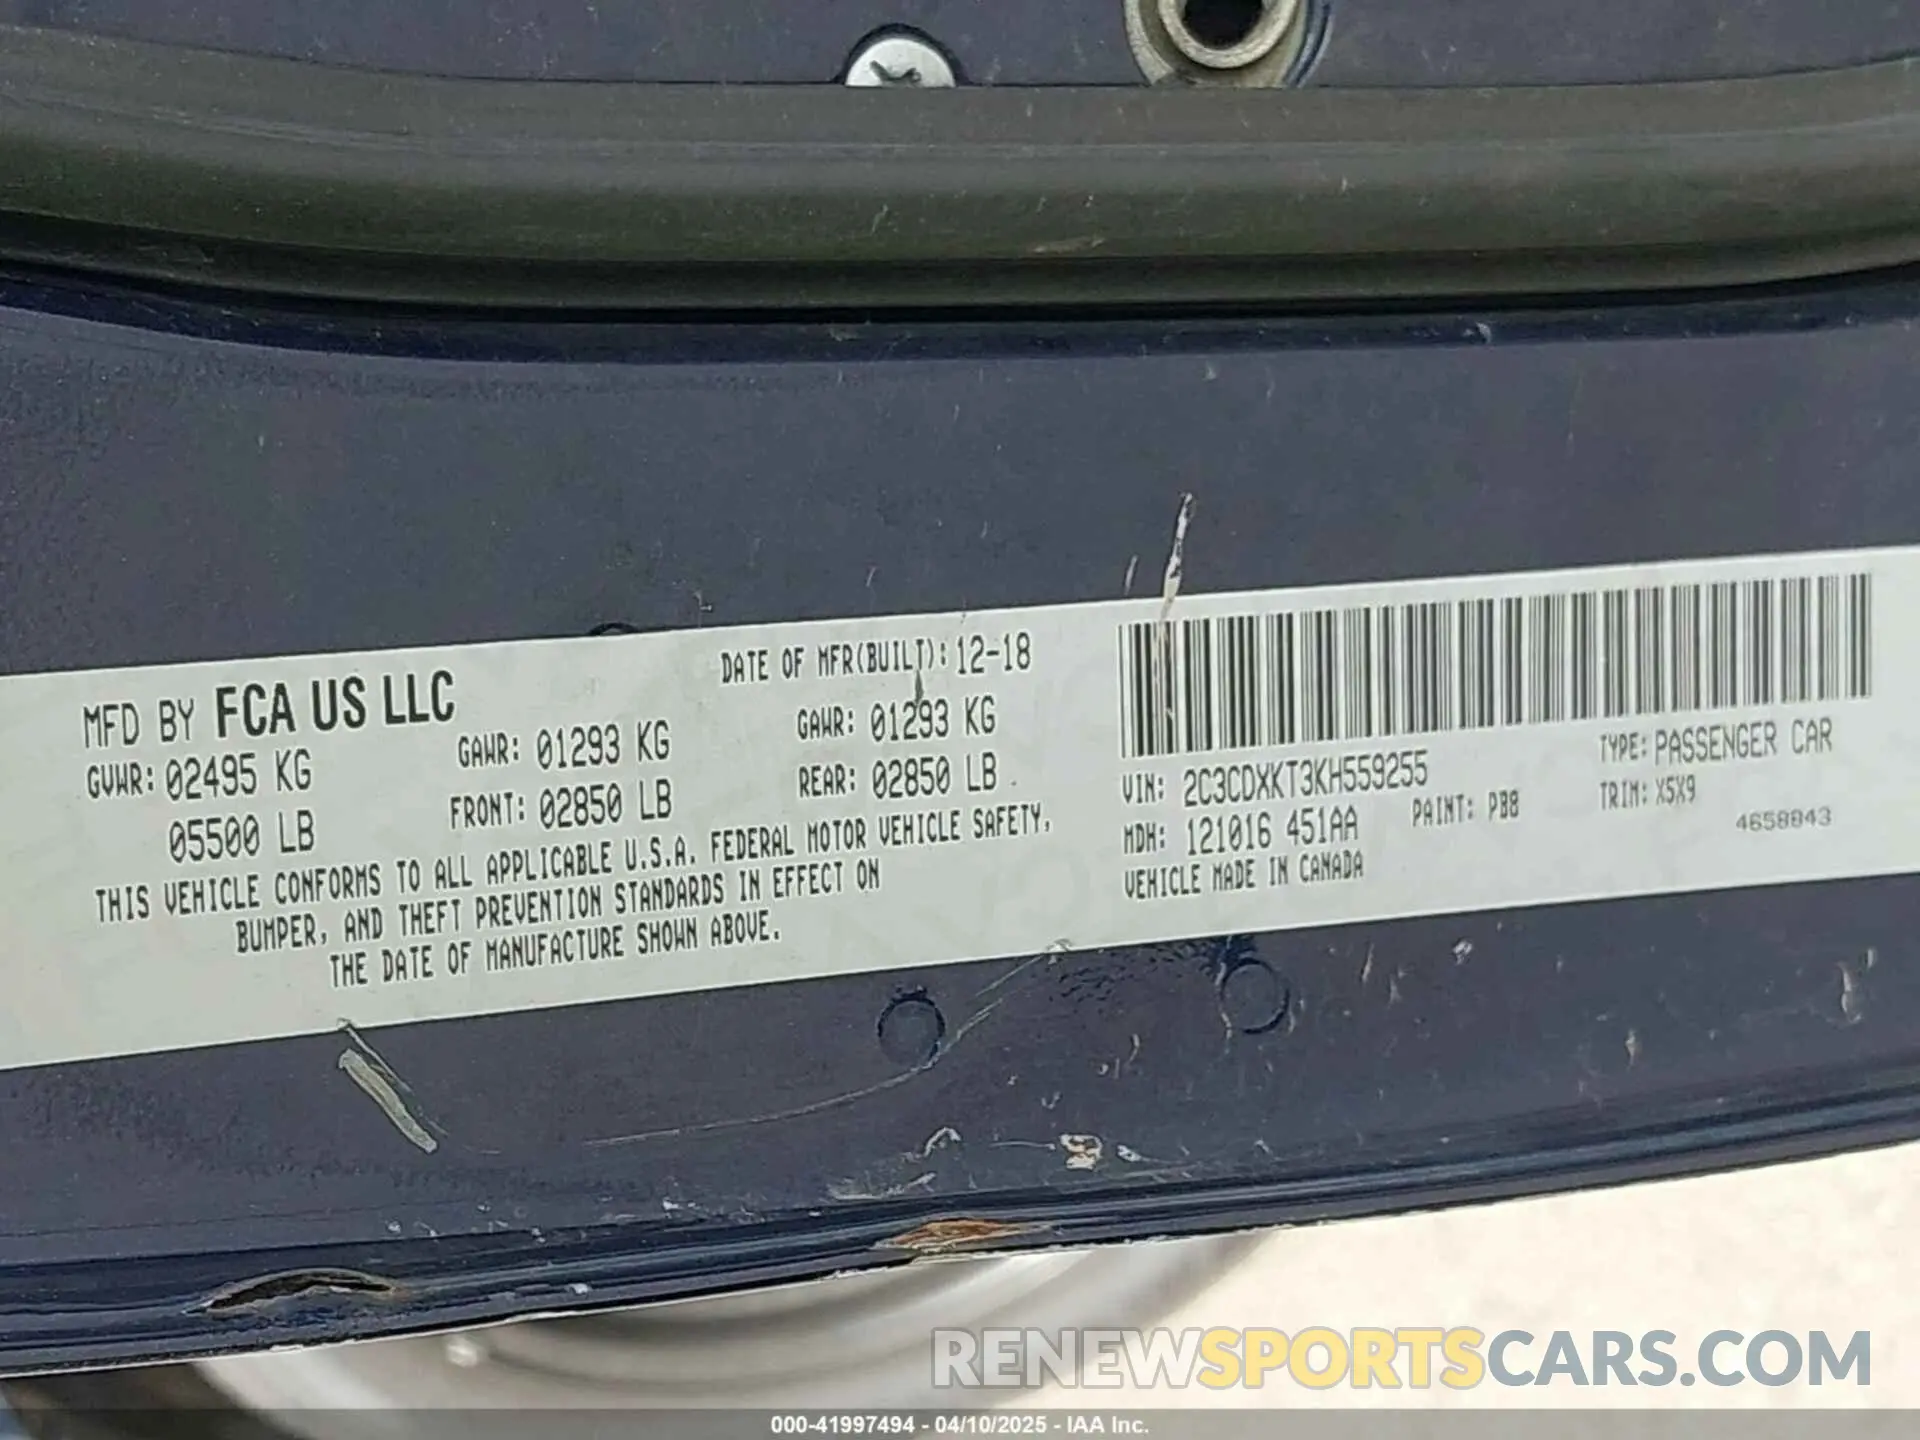 MFD BY FCA US LLC
DATE OF MFR(BUILT): 12-18
GVWR: 02495 KG
GAWR: 01293 KG
GAWR: 01293 KG
05500 LB
FRONT: 02850 LB
REAR: 02850 LB
THIS VEHICLE CONFORMS TO ALL APPLICABLE U.S.A. FEDERAL MOTOR VEHICLE SAFETY,
BUMPER, AND THEFT PREVENTION STANDARDS IN EFFECT ON
THE DATE OF MANUFACTURE SHOWN ABOVE.
VIN: 2C3CDXKT3KH559255
TYPE: PASSENGER CAR
MDH: 121016 451AA
PAINT: PB8
TRIM: X5X9
VEHICLE MADE IN CANADA
4658843
RENEWSPORTSCARS.COM
000-41997494 - 04/10/2025 - IAA Inc.